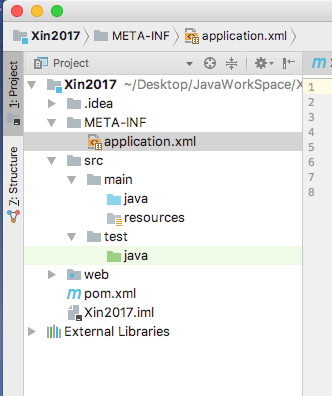 Xin2017 META-INF application.xml
Project
1: Project
Z: Structure
Xin2017 ~/Desktop/JavaWorkSpace/X
.idea
META-INF
application.xml
src
main
java
resources
test
java
web
pom.xml
Xin2017.iml
External Libraries
m
1
2
3
4
5
6
7
8